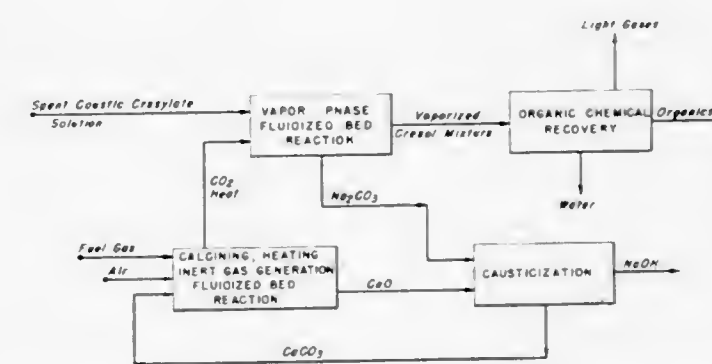 Light Gases
Spent Caustic Cresylate
Solution
VAPOR PHASE
FLUIDIZED BED
REACTION
Vaporized
Cresol Mixture
ORGANIC CHEMICAL
RECOVERY
Organics
CO2
Heat
Na2CO3
Water
Fuel Gas
Air
CALCINING, HEATING
INERT GAS GENERATION
FLUIDIZED BED
REACTION
CaO
CAUSTICIZATION
NaOH
CaCO3